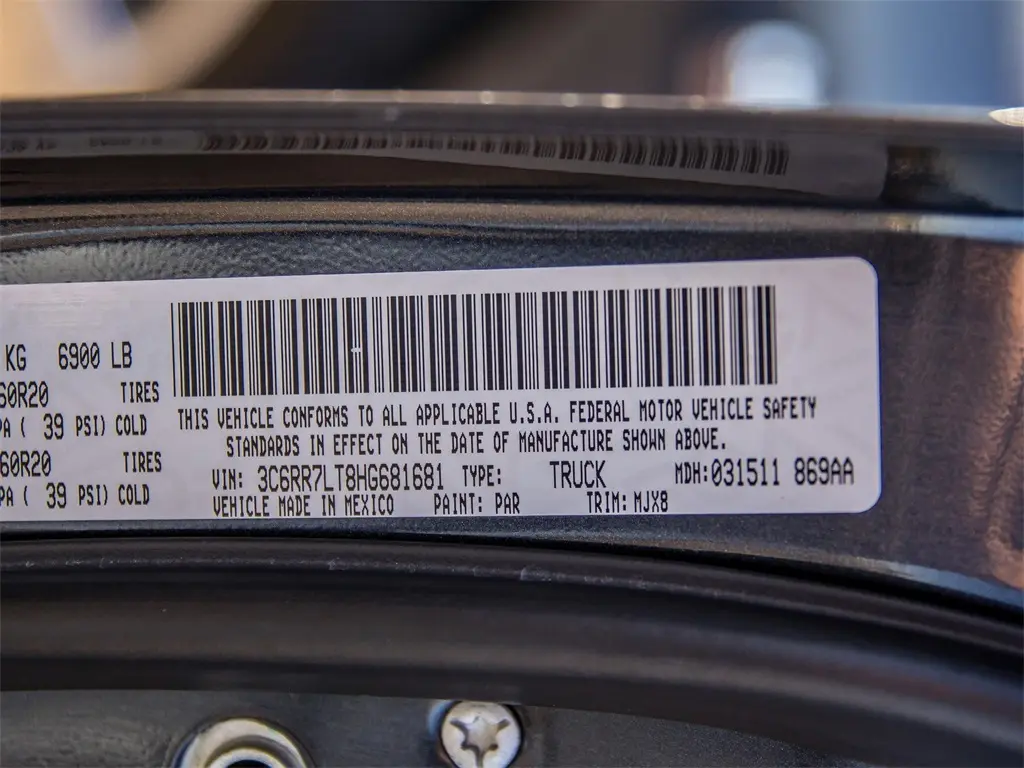 KG 6900 LB
60R20 TIRES
PA ( 39 PSI) COLD
60R20 TIRES
PA ( 39 PSI) COLD
THIS VEHICLE CONFORMS TO ALL APPLICABLE U.S.A. FEDERAL MOTOR VEHICLE SAFETY
STANDARDS IN EFFECT ON THE DATE OF MANUFACTURE SHOWN ABOVE.
VIN: 3C6RR7LT8HG681681 TYPE: TRUCK MDH:031511 869AA
VEHICLE MADE IN MEXICO PAINT: PAR TRIM: MJX8